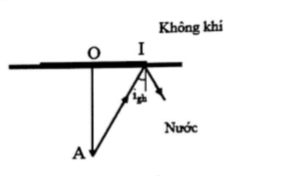 Không khí
O I
i_gh
Nước
A